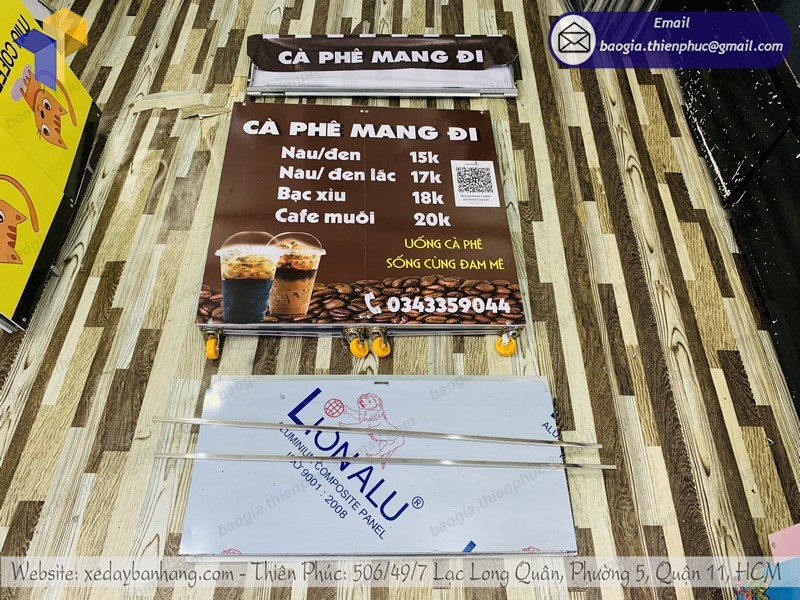 Email
baogia.thienphuc@gmail.com
CÀ PHÊ MANG ĐI
CÀ PHÊ MANG ĐI
Nâu/đen 15k
Nâu/ đen lắc 17k
Bạc xỉu 18k
Cafe muối 20k
UỐNG CÀ PHÊ
SỐNG CÙNG ĐAM MÊ
0343359044
LIONALU®
ALUMINIUM COMPOSITE PANEL
ISO 9001 : 2008
Website: xedaybanhang.com - Thiên Phúc: 506/49/7 Lạc Long Quân, Phường 5, Quận 11, HCM